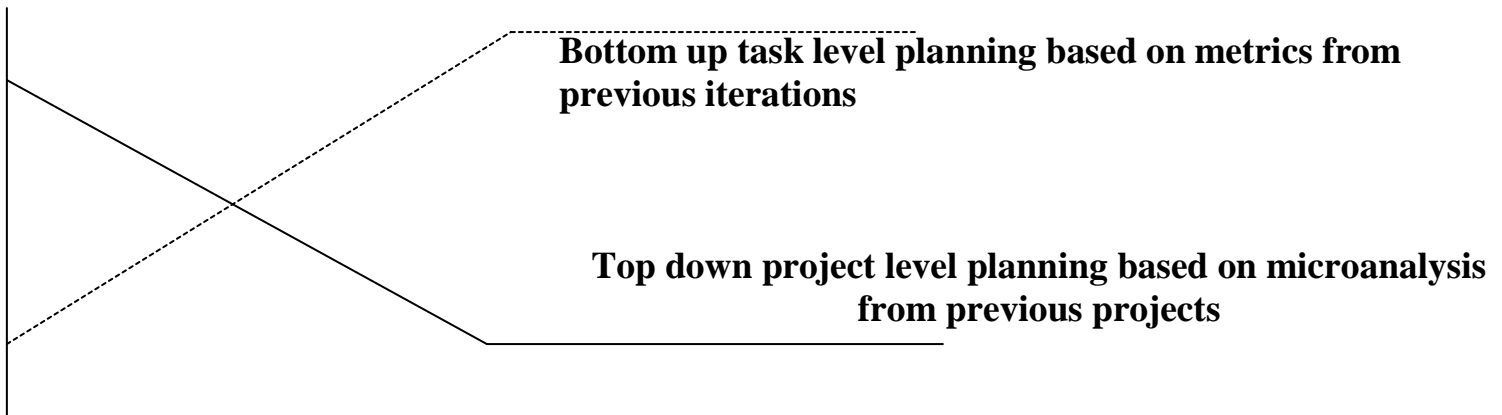 Bottom up task level planning based on metrics from
previous iterations
Top down project level planning based on microanalysis
from previous projects